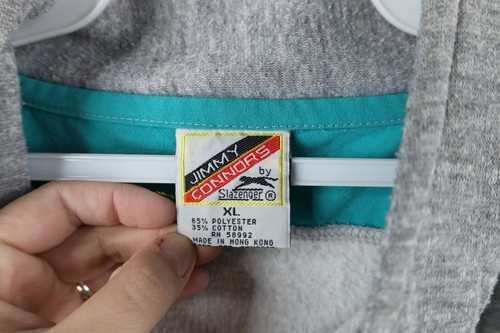 JIMMY
CONNORS
by
Slazenger ®
XL
65% POLYESTER
35% COTTON
RN 58992
MADE IN HONG KONG